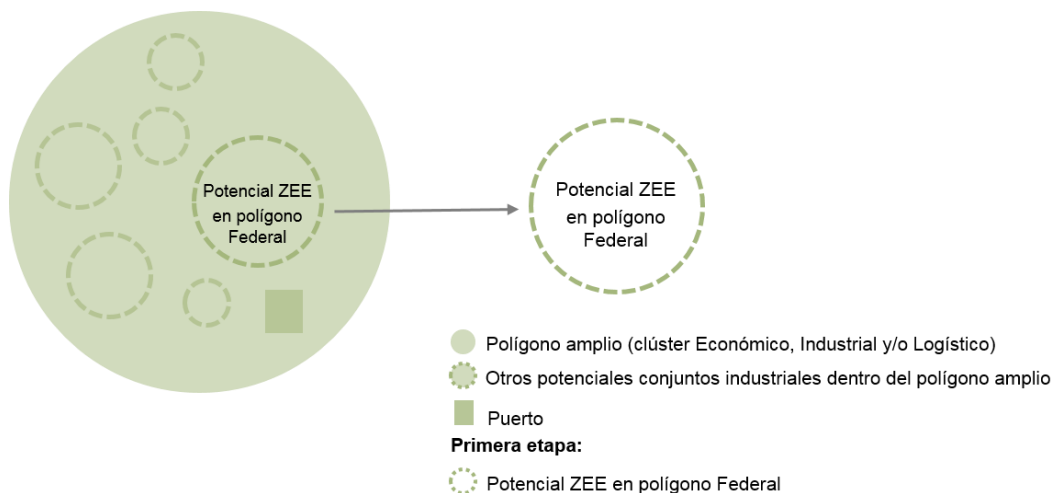 Potencial ZEE
en polígono
Federal
Potencial ZEE
en polígono
Federal
Polígono amplio (clúster Económico, Industrial y/o Logístico)
Otros potenciales conjuntos industriales dentro del polígono amplio
Puerto
Primera etapa:
Potencial ZEE en polígono Federal